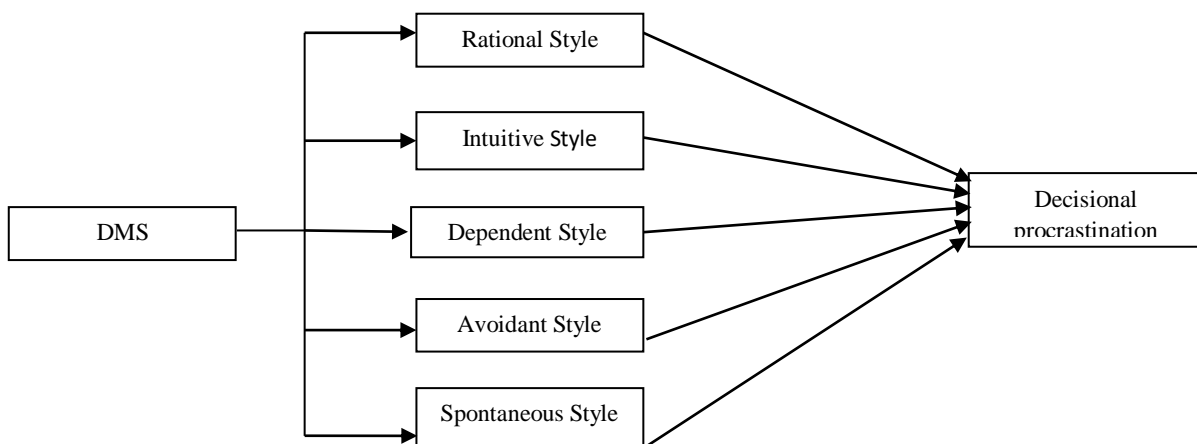 Rational Style
Intuitive Style
DMS
Dependent Style
Decisional
procrastination
Avoidant Style
Spontaneous Style